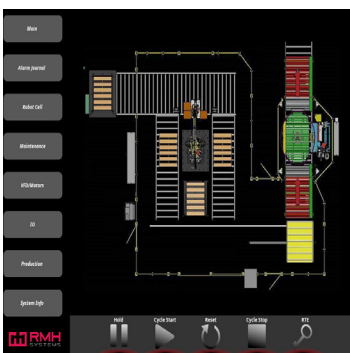 Main
Alarm Journal
Robot Cell
Maintenance
VFD/Motors
I/O
Production
System Info
Hold
Cycle Start
Reset
Cycle Stop
RTE
RMH
SYSTEMS